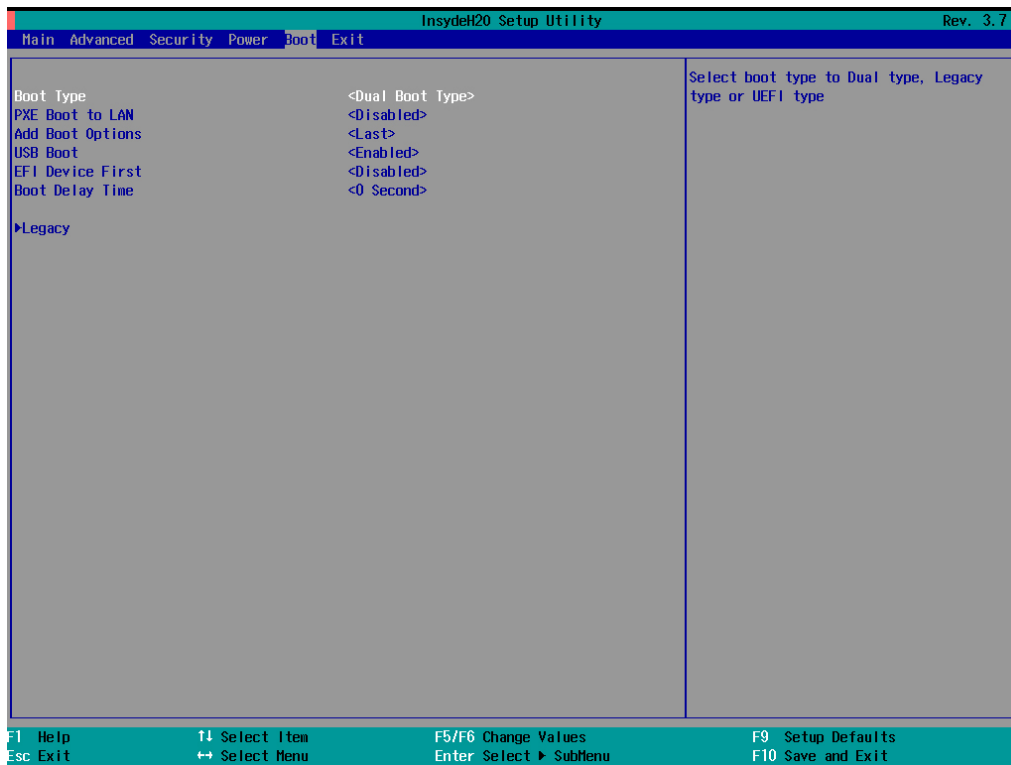 InsydeH20 Setup Utility Rev. 3.7
Main Advanced Security Power Boot Exit
Boot Type <Dual Boot Type>
PXE Boot to LAN <Disabled>
Add Boot Options <Last>
USB Boot <Enabled>
EFI Device First <Disabled>
Boot Delay Time <0 Second>
▶Legacy
Select boot type to Dual type, Legacy
type or UEFI type
F1 Help ↑↓ Select Item F5/F6 Change Values F9 Setup Defaults
Esc Exit ↔ Select Menu Enter Select ▶ SubMenu F10 Save and Exit